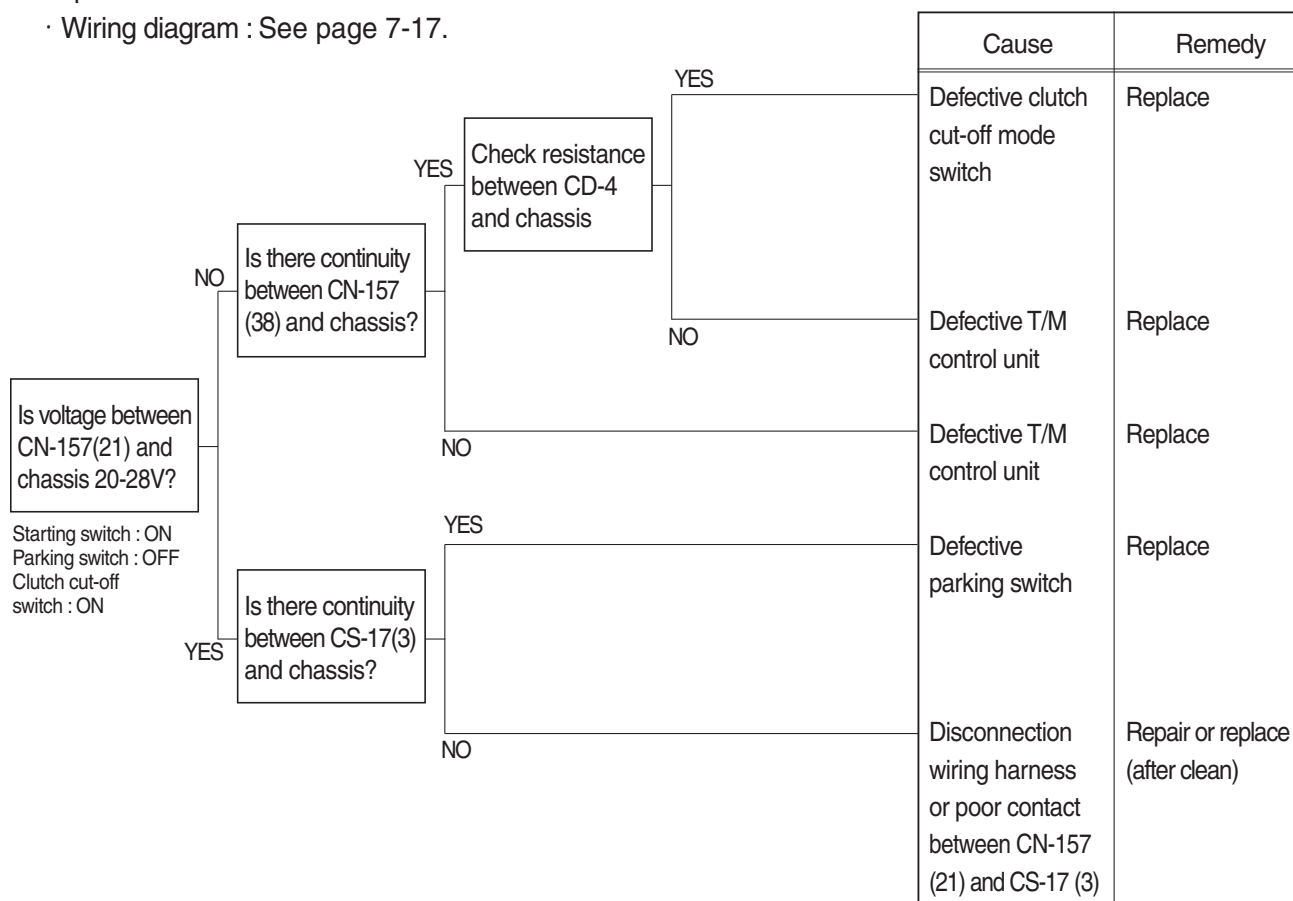 · Wiring diagram : See page 7-17.
Cause
Remedy
YES
Defective clutch
cut-off mode
switch
Replace
YES
Check resistance
between CD-4
and chassis
NO
Is there continuity
between CN-157
(38) and chassis?
NO
Defective T/M
control unit
Replace
Is voltage between
CN-157(21) and
chassis 20-28V?
NO
Defective T/M
control unit
Replace
Starting switch : ON
Parking switch : OFF
Clutch cut-off
switch : ON
YES
Defective
parking switch
Replace
YES
Is there continuity
between CS-17(3)
and chassis?
NO
Disconnection
wiring harness
or poor contact
between CN-157
(21) and CS-17 (3)
Repair or replace
(after clean)